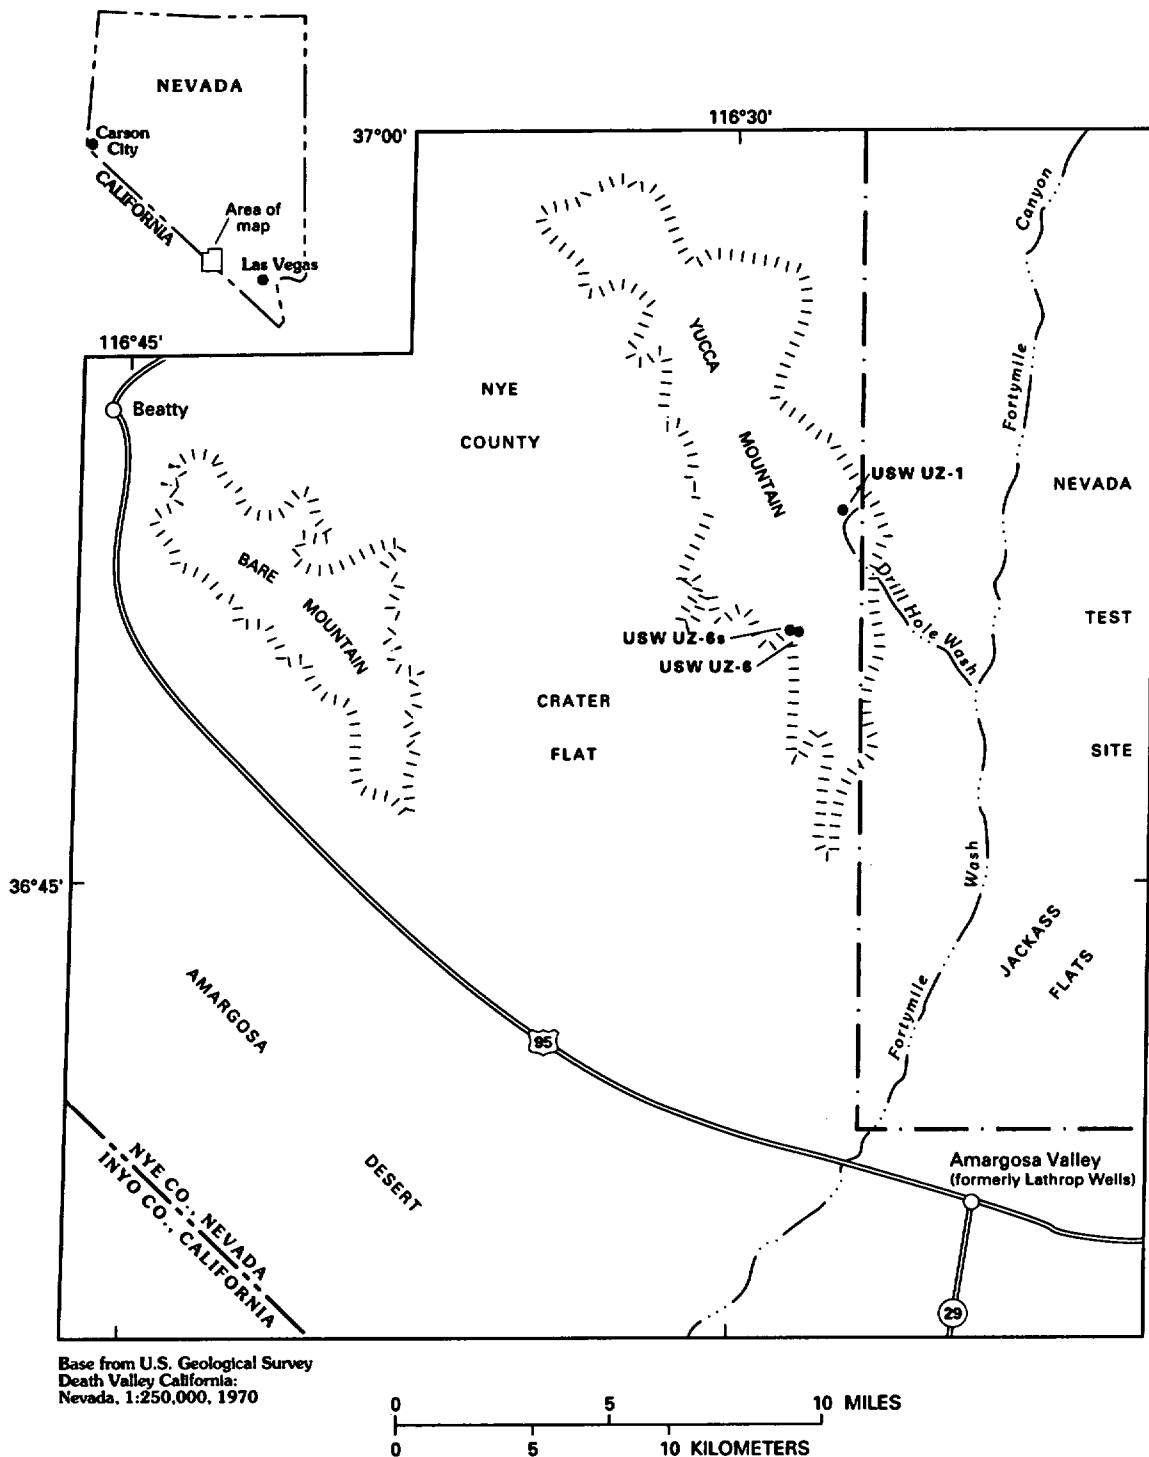 NEVADA
Carson
City
CALIFORNIA
Area of
map
Las Vegas
116°30'
37°00'
Canyon
116°45'
YUCCA
Fortymile
Beatty
NYE
COUNTY
MOUNTAIN
USW UZ-1
NEVADA
BARE
MOUNTAIN
Drill Hole Wash
TEST
USW UZ-6s
USW UZ-6
CRATER
FLAT
SITE
36°45'
Wash
JACKASS
FLATS
AMARGOSA
Fortymile
95
NYE CO., NEVADA
INYO CO., CALIFORNIA
DESERT
Amargosa Valley
(formerly Lathrop Wells)
29
Base from U.S. Geological Survey
Death Valley California:
Nevada, 1:250,000, 1970
0 5 10 MILES
0 5 10 KILOMETERS